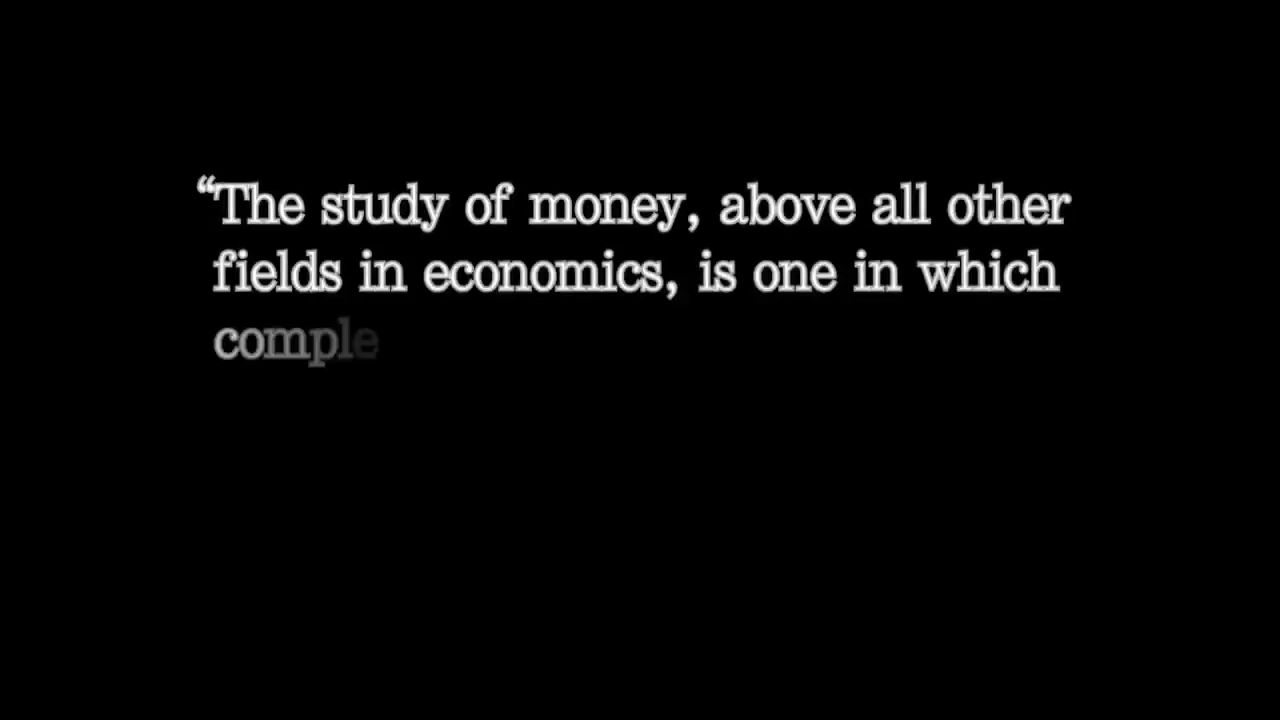 “The study of money, above all other
fields in economics, is one in which
comple